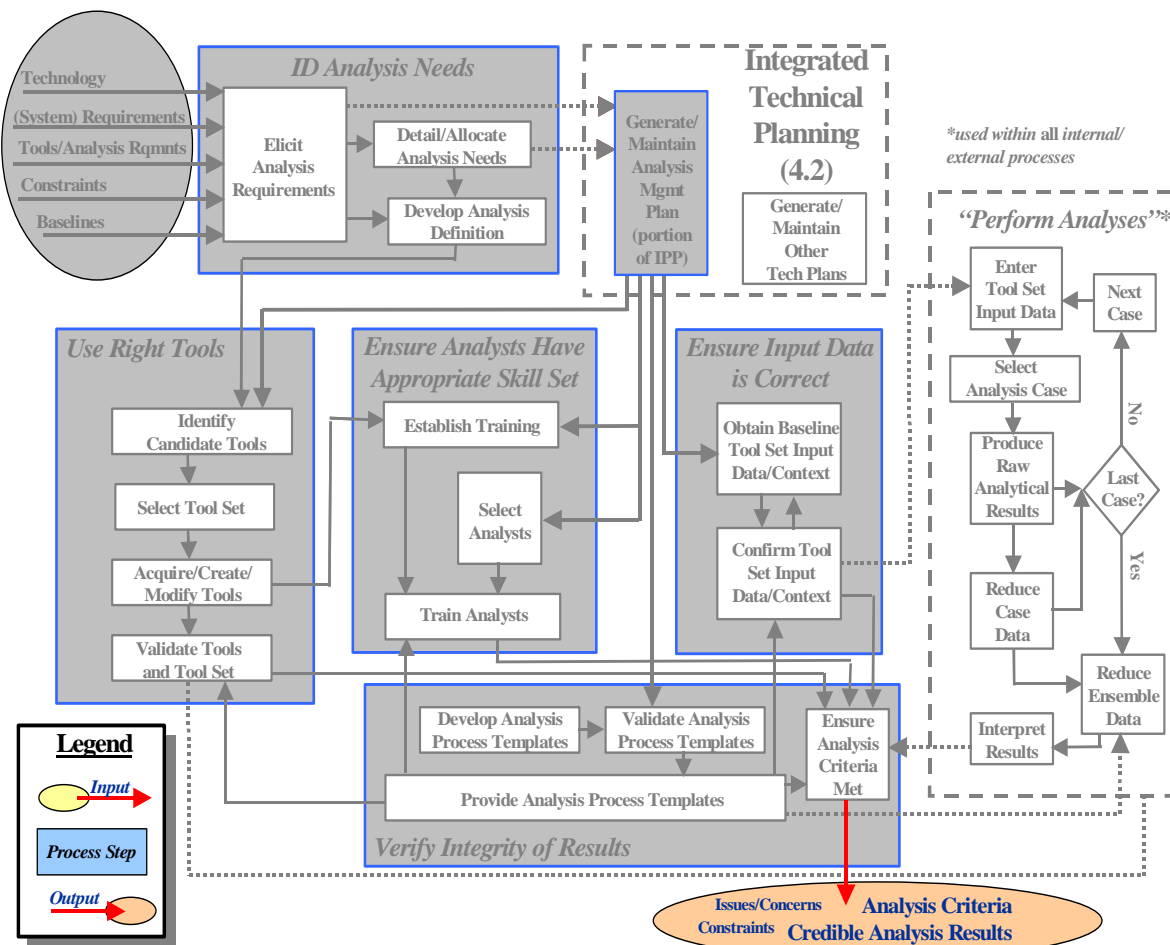 ID Analysis Needs
Technology
(System) Requirements
Tools/Analysis Rqmnts
Constraints
Baselines
Elicit
Analysis
Requirements
Detail/Allocate
Analysis Needs
Develop Analysis
Definition
Generate/
Maintain
Analysis
Mgmt
Plan
(portion
of IPP)
Integrated
Technical
Planning
(4.2)
Generate/
Maintain
Other
Tech Plans
*used within all internal/
external processes
“Perform Analyses”*
Enter
Tool Set
Input Data
Next
Case
Select
Analysis Case
No
Produce
Raw
Analytical
Results
Last
Case?
Yes
Reduce
Case
Data
Reduce
Ensemble
Data
Interpret
Results
Use Right Tools
Identify
Candidate Tools
Select Tool Set
Acquire/Create/
Modify Tools
Validate Tools
and Tool Set
Ensure Analysts Have
Appropriate Skill Set
Establish Training
Select
Analysts
Train Analysts
Ensure Input Data
is Correct
Obtain Baseline
Tool Set Input
Data/Context
Confirm Tool
Set Input
Data/Context
Develop Analysis
Process Templates
Validate Analysis
Process Templates
Ensure
Analysis
Criteria
Met
Provide Analysis Process Templates
Verify Integrity of Results
Legend
Input
Process Step
Output
Issues/Concerns
Analysis Criteria
Constraints
Credible Analysis Results